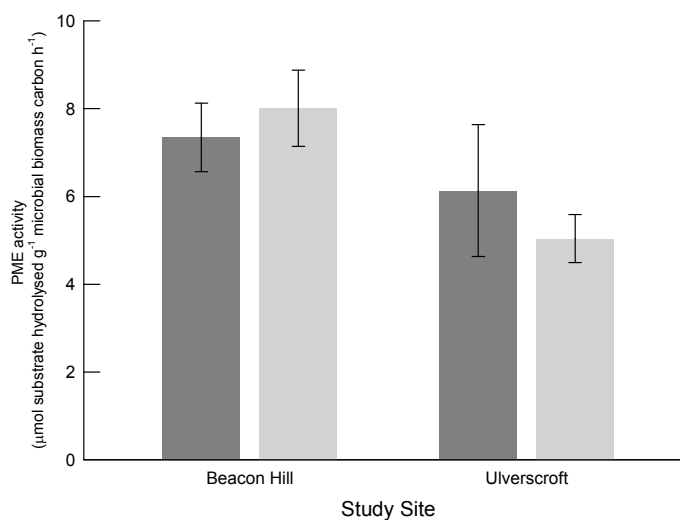 PME activity
(μmol substrate hydrolysed g⁻¹ microbial biomass carbon h⁻¹)
10
8
6
4
2
0
Beacon Hill Ulverscroft
Study Site